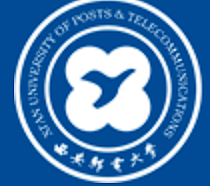 XI'AN UNIVERSITY OF POSTS & TELECOMMUNICATIONS
西安邮电大学